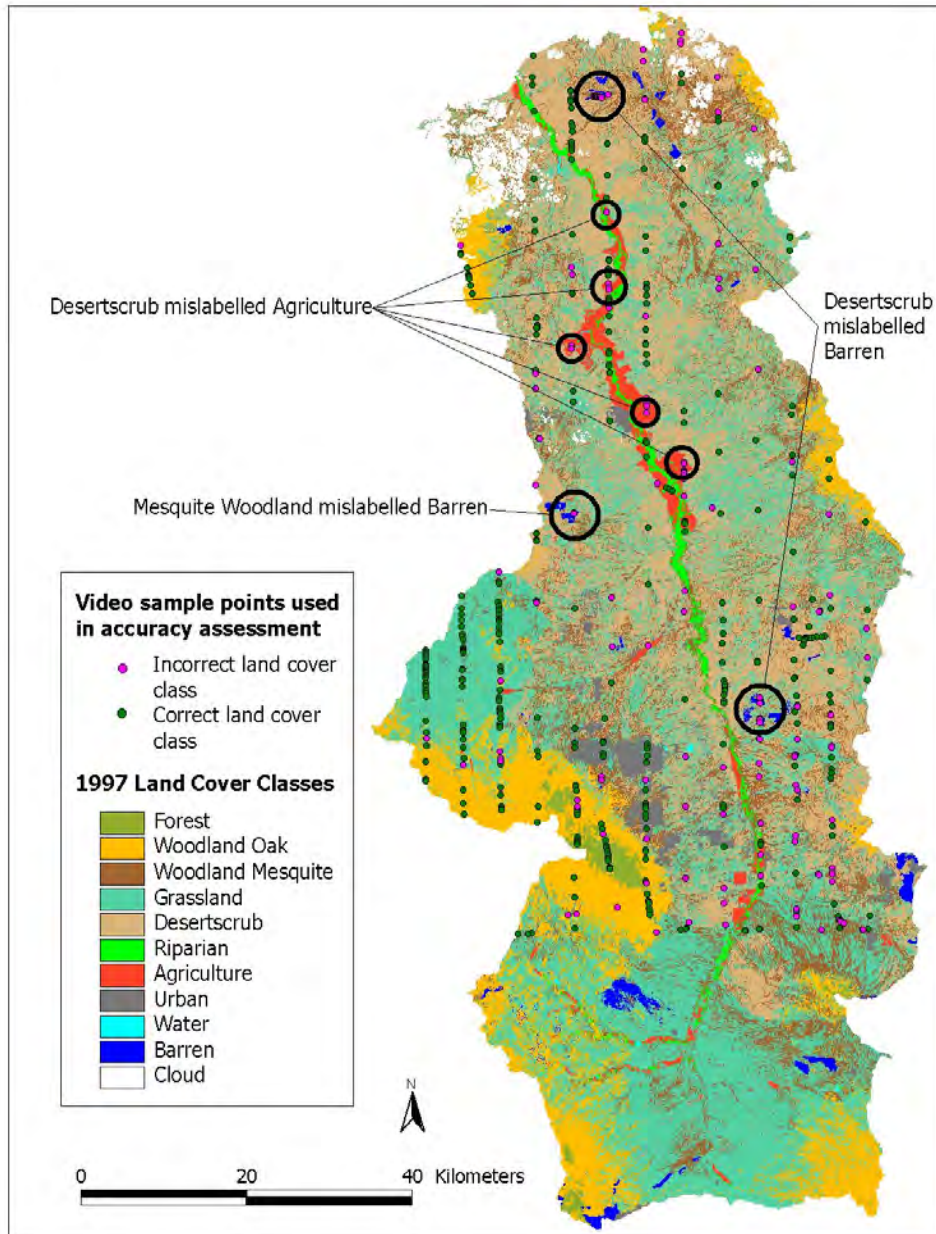 Desertscrub mislabelled Agriculture
Desertscrub
mislabelled
Barren
Mesquite Woodland mislabelled Barren
Video sample points used
in accuracy assessment
Incorrect land cover
class
Correct land cover
class
1997 Land Cover Classes
Forest
Woodland Oak
Woodland Mesquite
Grassland
Desertscrub
Riparian
Agriculture
Urban
Water
Barren
Cloud
N
0 20 40 Kilometers